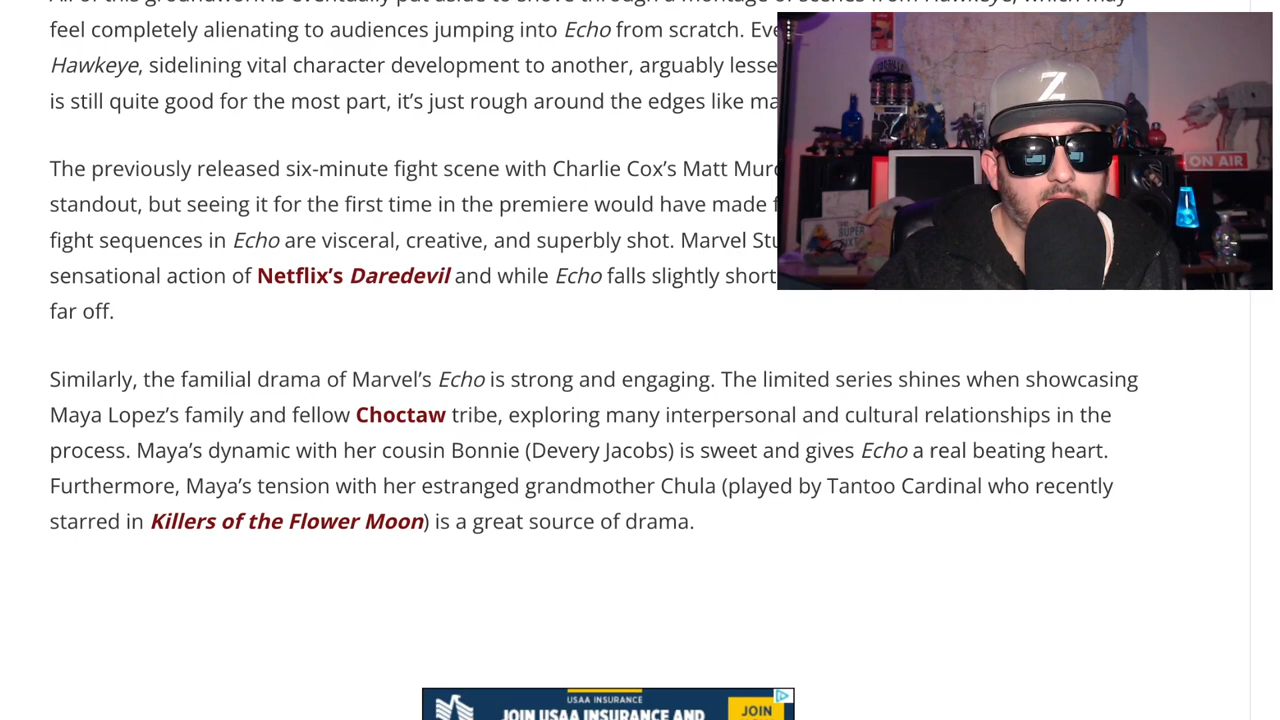 feel completely alienating to audiences jumping into Echo from scratch. Eve
Hawkeye, sidelining vital character development to another, arguably lesse
is still quite good for the most part, it's just rough around the edges like ma
The previously released six-minute fight scene with Charlie Cox's Matt Murd
standout, but seeing it for the first time in the premiere would have made f
fight sequences in Echo are visceral, creative, and superbly shot. Marvel Stu
sensational action of Netflix's Daredevil and while Echo falls slightly short
far off.
Z
ON AIR
SUPER
Similarly, the familial drama of Marvel's Echo is strong and engaging. The limited series shines when showcasing
Maya Lopez's family and fellow Choctaw tribe, exploring many interpersonal and cultural relationships in the
process. Maya's dynamic with her cousin Bonnie (Devery Jacobs) is sweet and gives Echo a real beating heart.
Furthermore, Maya's tension with her estranged grandmother Chula (played by Tantoo Cardinal who recently
starred in Killers of the Flower Moon) is a great source of drama.
USAA INSURANCE
JOIN USAA INSURANCE AND
JOIN